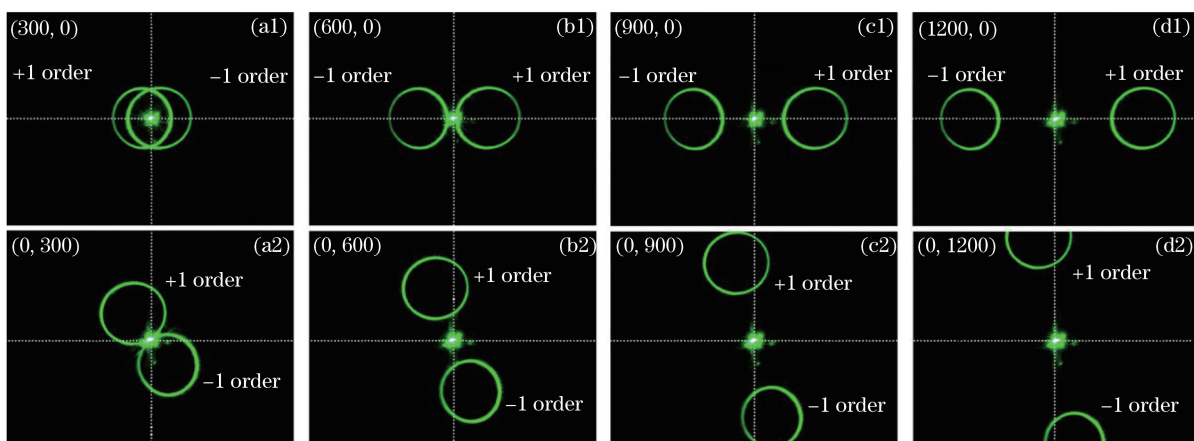 (300, 0) (a1)
+1 order −1 order
(600, 0) (b1)
−1 order +1 order
(900, 0) (c1)
−1 order +1 order
(1200, 0) (d1)
−1 order +1 order
(0, 300) (a2)
+1 order
−1 order
(0, 600) (b2)
+1 order
−1 order
(0, 900) (c2)
+1 order
−1 order
(0, 1200) (d2)
+1 order
−1 order